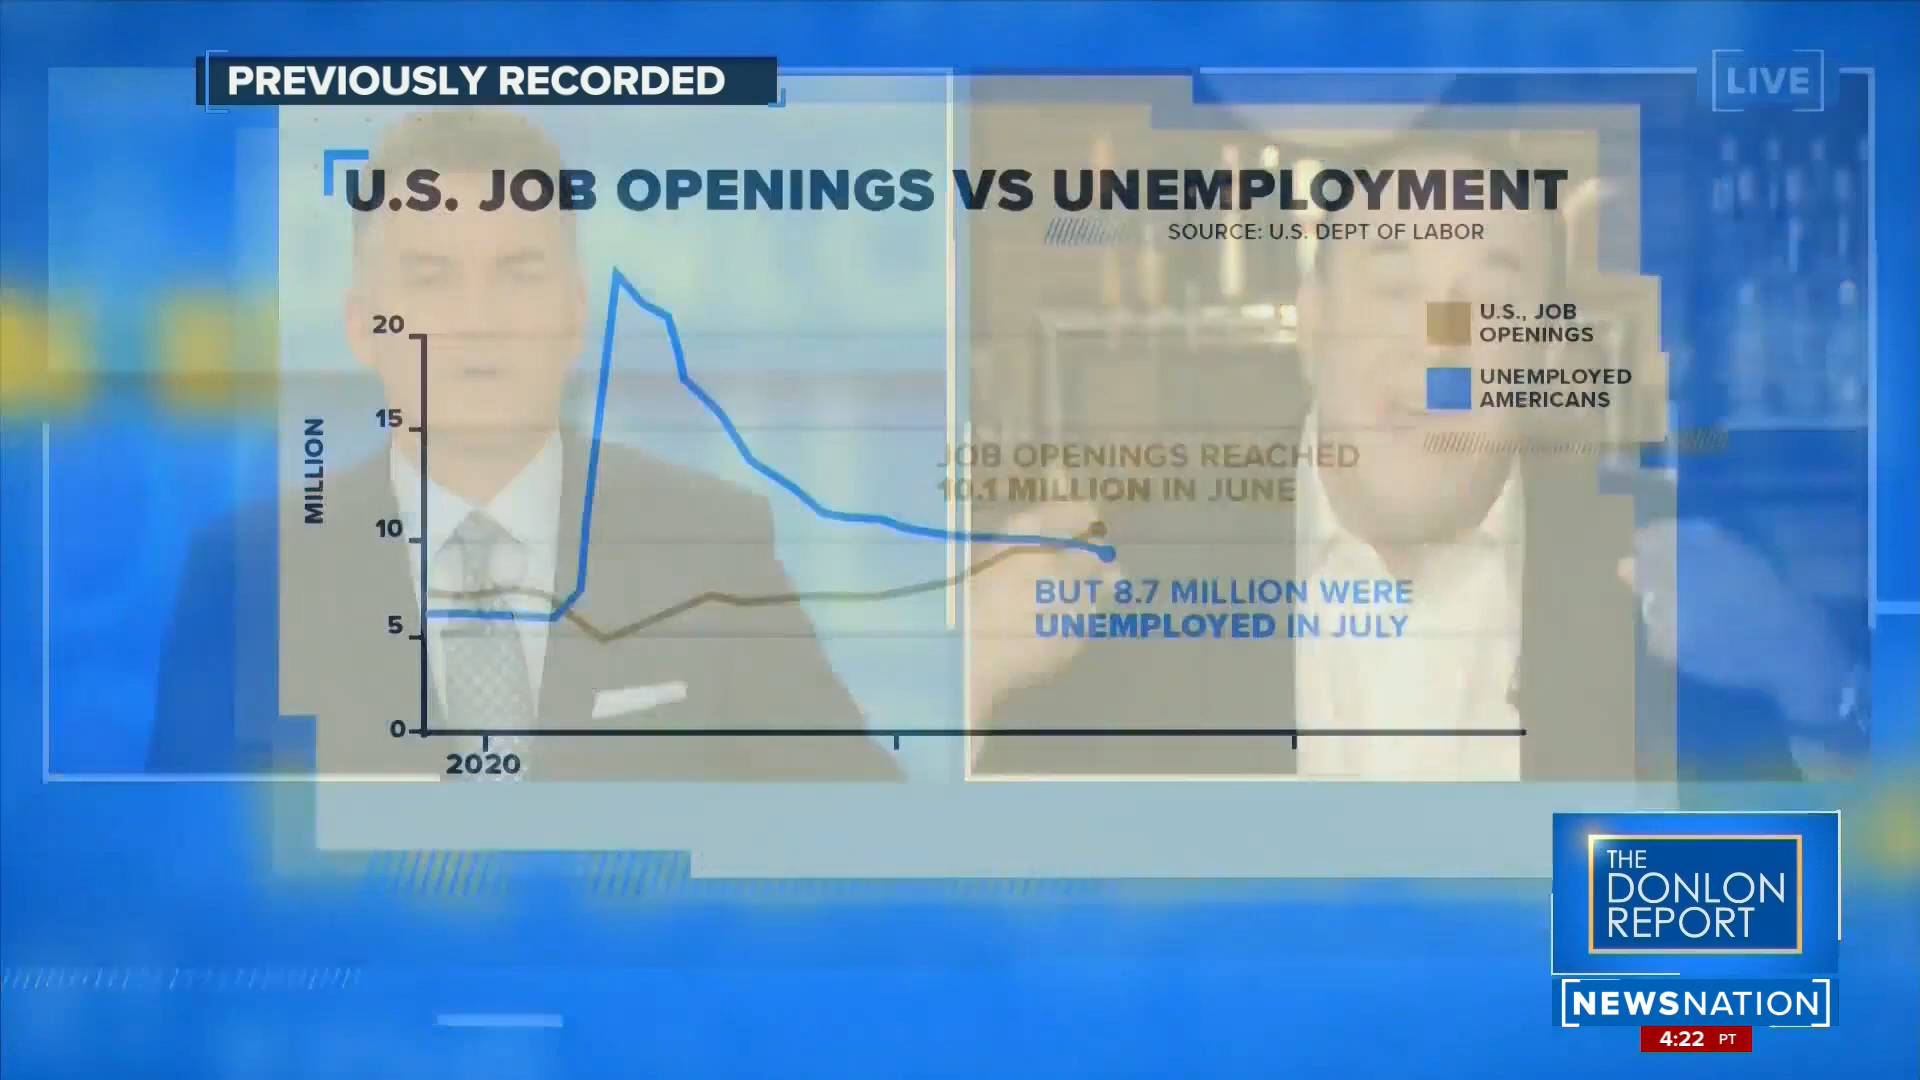 PREVIOUSLY RECORDED
LIVE
U.S. JOB OPENINGS VS UNEMPLOYMENT
SOURCE: U.S. DEPT OF LABOR
U.S., JOB
OPENINGS
UNEMPLOYED
AMERICANS
20
15
10
5
0
MILLION
JOB OPENINGS REACHED
10.1 MILLION IN JUNE
BUT 8.7 MILLION WERE
UNEMPLOYED IN JULY
2020
THE
DONLON
REPORT
NEWSNATION
4:22 PT